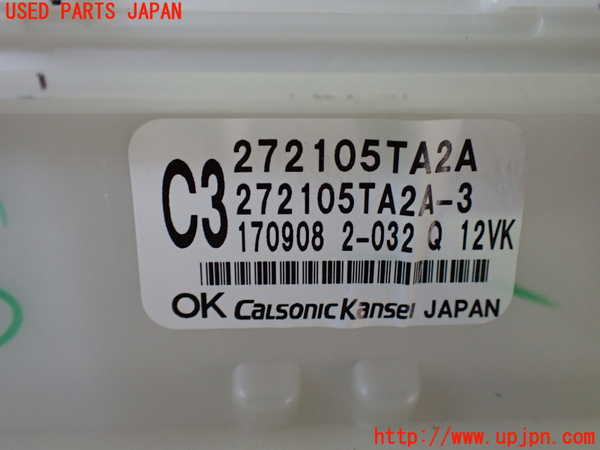 USED PARTS JAPAN
C3
272105TA2A
272105TA2A-3
170908 2-032 Q 12VK
OK CalsonicKansei JAPAN
http://www.upjpn.com